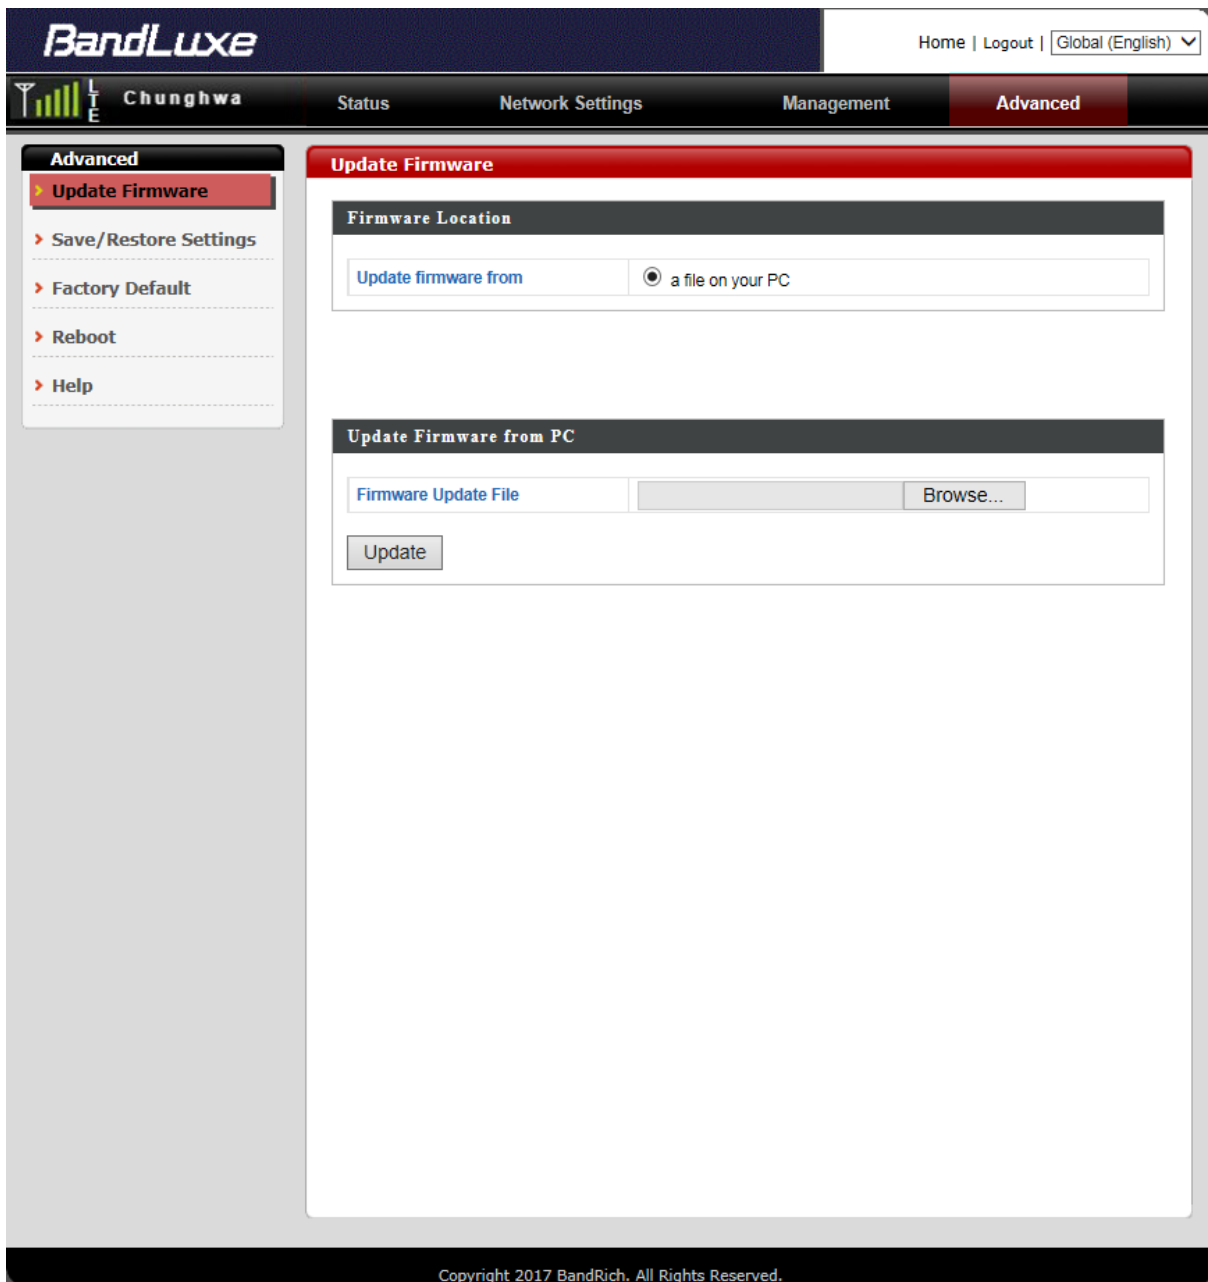 BandLuxe
Home | Logout | Global (English)
LTE Chunghwa
Status Network Settings Management Advanced
Advanced
Update Firmware
Save/Restore Settings
Factory Default
Reboot
Help
Update Firmware
Firmware Location
Update firmware from a file on your PC
Update Firmware from PC
Firmware Update File Browse...
Update
Copyright 2017 BandRich. All Rights Reserved.